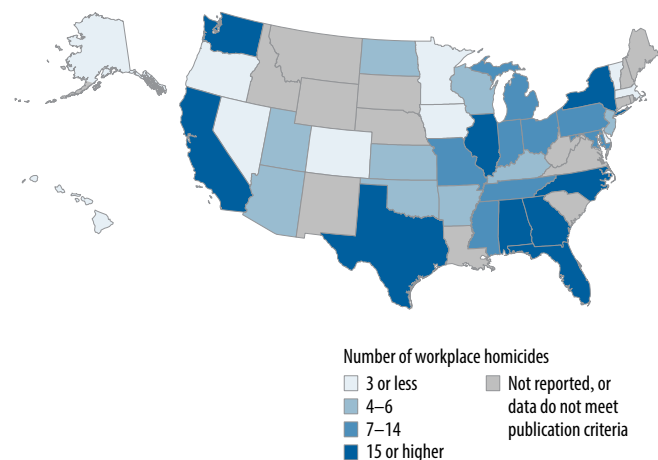 Number of workplace homicides
3 or less
4–6
7–14
15 or higher
Not reported, or
data do not meet
publication criteria